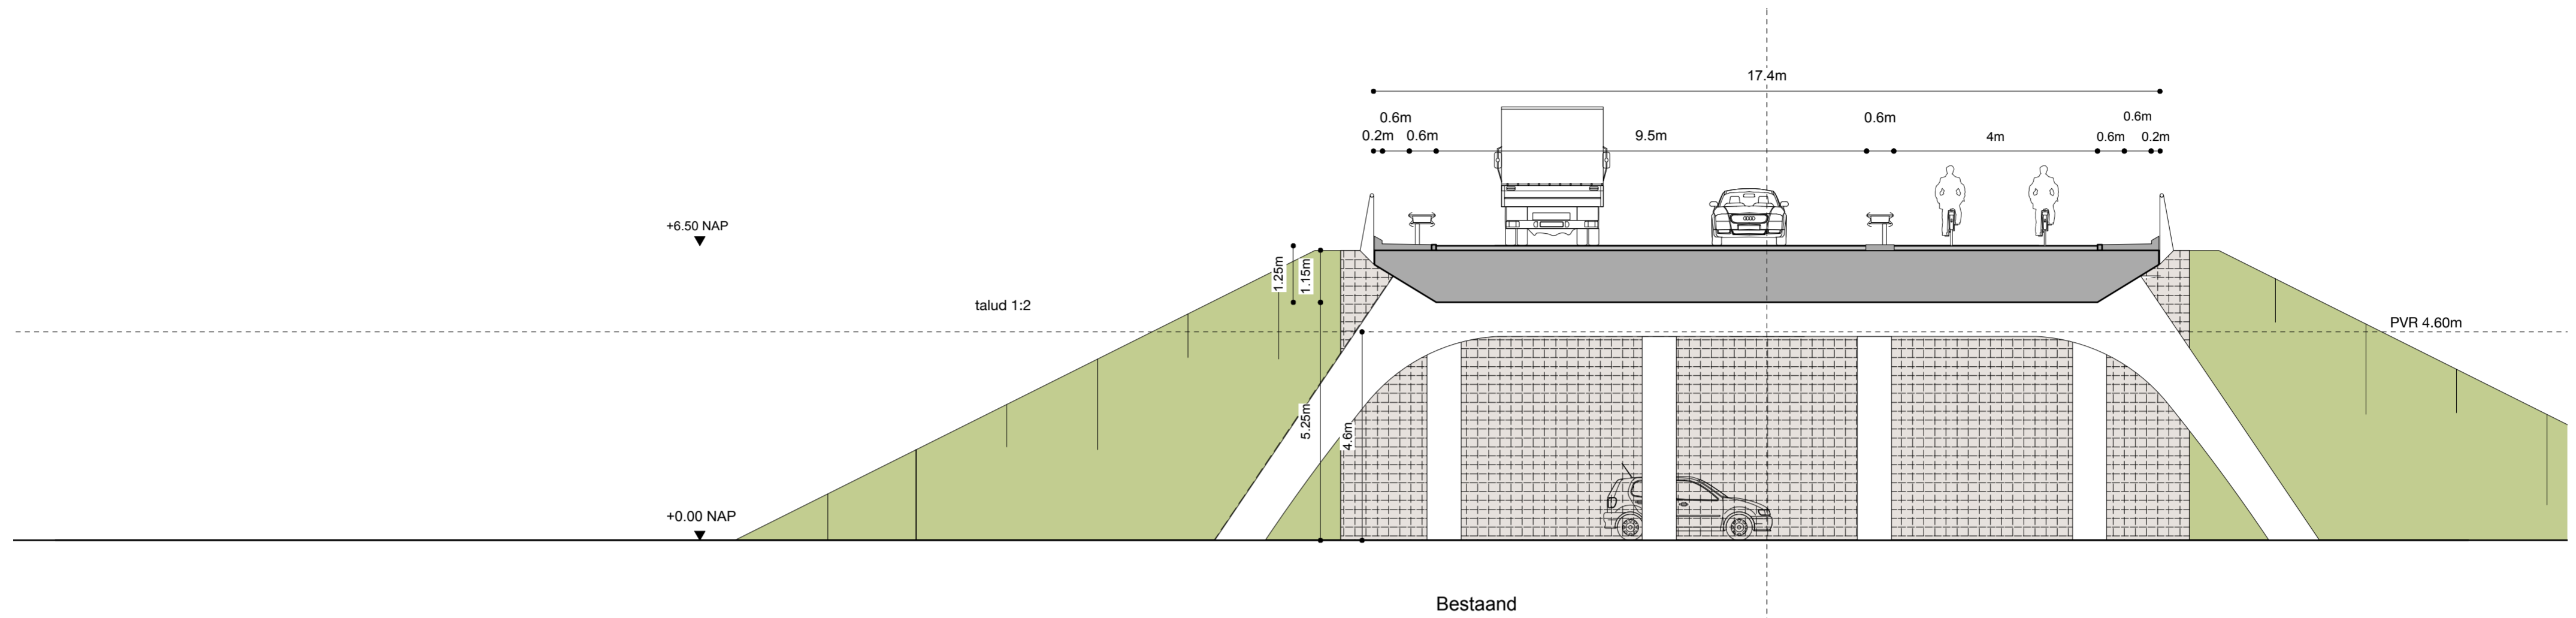 17.4m
0.6m 0.6m 0.6m
0.2m 0.6m 9.5m 4m 0.6m 0.2m
+6.50 NAP
1.25m
1.15m
talud 1:2
PVR 4.60m
5.25m
4.6m
+0.00 NAP
Bestaand